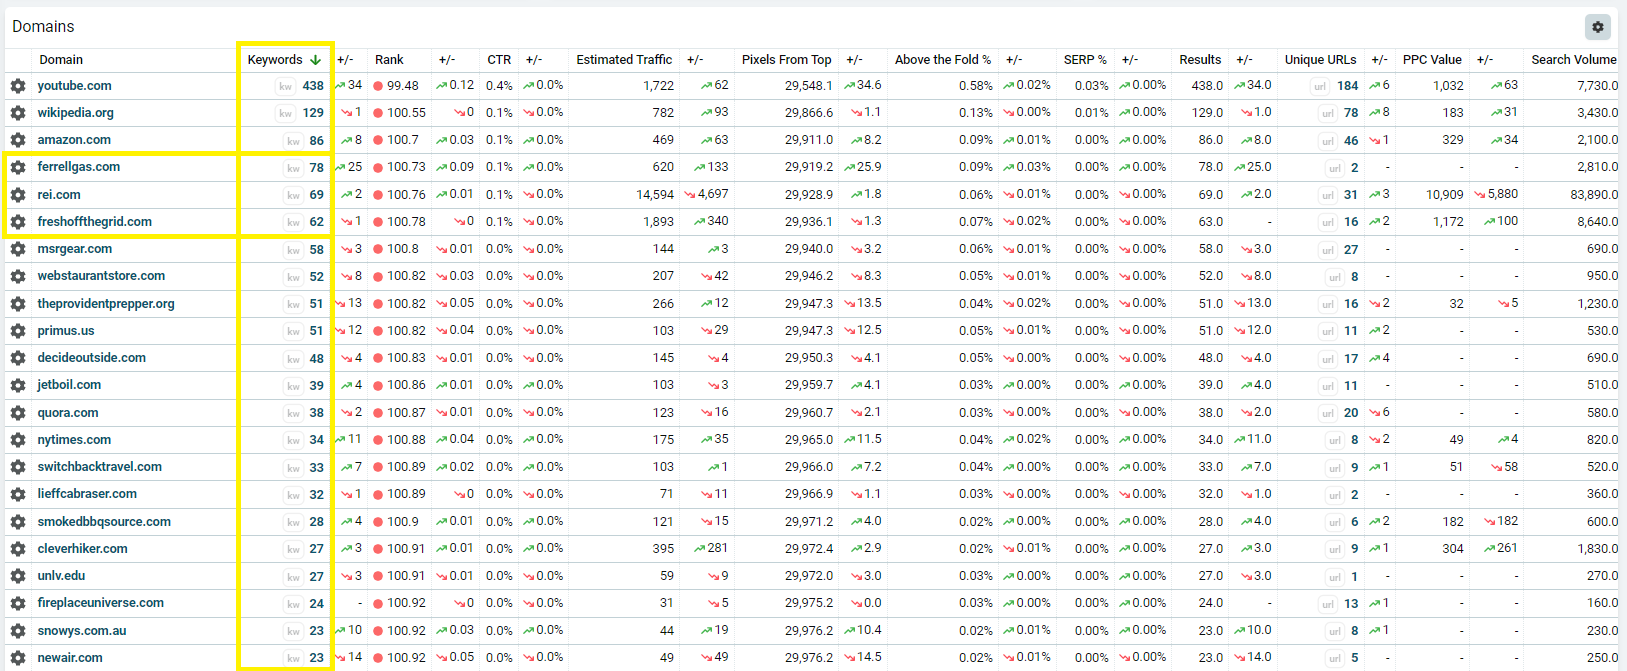 Domains
Domain Keywords +/- Rank +/- CTR +/- Estimated Traffic +/- Pixels From Top +/- Above the Fold % +/- SERP % +/- Results +/- Unique URLs +/- PPC Value +/- Search Volume
youtube.com kw 438 34 99.48 0.12 0.4% 0.0% 1,722 62 29,548.1 34.6 0.58% 0.02% 0.03% 0.00% 438.0 34.0 url 184 6 1,032 63 7,730.0
wikipedia.org kw 129 1 100.55 0 0.1% 0.0% 782 93 29,866.6 1.1 0.13% 0.00% 0.01% 0.00% 129.0 1.0 url 78 8 183 31 3,430.0
amazon.com kw 86 8 100.7 0.03 0.1% 0.0% 469 63 29,911.0 8.2 0.09% 0.01% 0.00% 0.00% 86.0 8.0 url 46 1 329 34 2,100.0
ferrellgas.com kw 78 25 100.73 0.09 0.1% 0.0% 620 133 29,919.2 25.9 0.09% 0.03% 0.00% 0.00% 78.0 25.0 url 2 - - - 2,810.0
rei.com kw 69 2 100.76 0.01 0.1% 0.0% 14,594 4,697 29,928.9 1.8 0.06% 0.01% 0.00% 0.00% 69.0 2.0 url 31 3 10,909 5,880 83,890.0
freshoffthegrid.com kw 62 1 100.78 0 0.1% 0.0% 1,893 340 29,936.1 1.3 0.07% 0.02% 0.00% 0.00% 63.0 - url 16 2 1,172 100 8,640.0
msrgear.com kw 58 3 100.8 0.01 0.0% 0.0% 144 3 29,940.0 3.2 0.06% 0.01% 0.00% 0.00% 58.0 3.0 url 27 - - - 690.0
webstaurantstore.com kw 52 8 100.82 0.03 0.0% 0.0% 207 42 29,946.2 8.3 0.05% 0.01% 0.00% 0.00% 52.0 8.0 url 8 - - - 950.0
theprovidentprepper.org kw 51 13 100.82 0.05 0.0% 0.0% 266 12 29,947.3 13.5 0.04% 0.02% 0.00% 0.00% 51.0 13.0 url 16 2 32 5 1,230.0
primus.us kw 51 12 100.82 0.04 0.0% 0.0% 103 29 29,947.3 12.5 0.05% 0.01% 0.00% 0.00% 51.0 12.0 url 11 2 - - 530.0
decideoutside.com kw 48 4 100.83 0.01 0.0% 0.0% 145 4 29,950.3 4.1 0.05% 0.00% 0.00% 0.00% 48.0 4.0 url 17 4 - - 690.0
jetboil.com kw 39 4 100.86 0.01 0.0% 0.0% 103 3 29,959.7 4.1 0.03% 0.00% 0.00% 0.00% 39.0 4.0 url 11 - - - 510.0
quora.com kw 38 2 100.87 0.01 0.0% 0.0% 123 16 29,960.7 2.1 0.03% 0.00% 0.00% 0.00% 38.0 2.0 url 20 6 - - 580.0
nytimes.com kw 34 11 100.88 0.04 0.0% 0.0% 175 35 29,965.0 11.5 0.04% 0.02% 0.00% 0.00% 34.0 11.0 url 8 2 49 4 820.0
switchbacktravel.com kw 33 7 100.89 0.02 0.0% 0.0% 103 1 29,966.0 7.2 0.04% 0.00% 0.00% 0.00% 33.0 7.0 url 9 1 51 58 520.0
lieffcabraser.com kw 32 1 100.89 0 0.0% 0.0% 71 11 29,966.9 1.1 0.03% 0.00% 0.00% 0.00% 32.0 1.0 url 2 - - - 360.0
smokedbbqsource.com kw 28 4 100.9 0.01 0.0% 0.0% 121 15 29,971.2 4.0 0.02% 0.00% 0.00% 0.00% 28.0 4.0 url 6 2 182 182 600.0
cleverhiker.com kw 27 3 100.91 0.01 0.0% 0.0% 395 281 29,972.4 2.9 0.02% 0.01% 0.00% 0.00% 27.0 3.0 url 9 1 304 261 1,830.0
unlv.edu kw 27 3 100.91 0.01 0.0% 0.0% 59 9 29,972.0 3.0 0.03% 0.00% 0.00% 0.00% 27.0 3.0 url 1 - - - 270.0
fireplaceuniverse.com kw 24 - 100.92 0 0.0% 0.0% 31 5 29,975.2 0.0 0.03% 0.00% 0.00% 0.00% 24.0 - url 13 1 - - 160.0
snowys.com.au kw 23 10 100.92 0.03 0.0% 0.0% 44 19 29,976.2 10.4 0.02% 0.01% 0.00% 0.00% 23.0 10.0 url 8 1 - - 230.0
newair.com kw 23 14 100.92 0.05 0.0% 0.0% 49 49 29,976.2 14.5 0.02% 0.01% 0.00% 0.00% 23.0 14.0 url 5 - - - 250.0